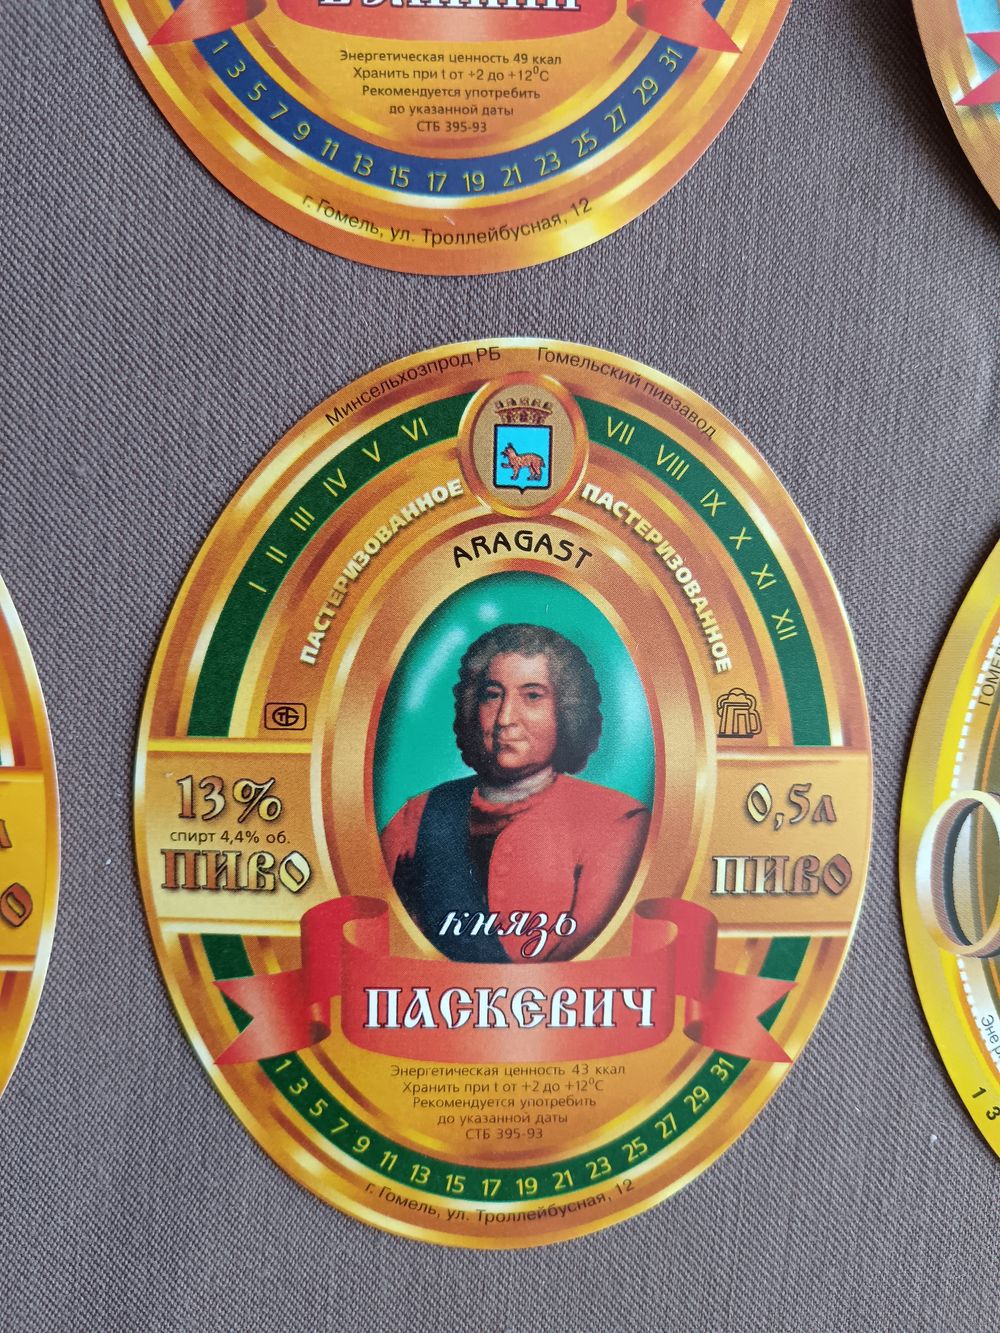 Энергетическая ценность 49 ккал
Хранить при t от +2 до +12⁰С
Рекомендуется употребить
до указанной даты
СТБ 395-93
1 3 5 7 9 11 13 15 17 19 21 23 25 27 29 31
г. Гомель, ул. Троллейбусная, 12
Минсельхозпрод РБ Гомельский пивзавод
I II III IV V VI VII VIII IX X XI XII
ПАСТЕРИЗОВАННОЕ ПАСТЕРИЗОВАННОЕ
ARAGAST
13% 0,5л
спирт 4,4% об.
ПИВО ПИВО
князь
ПАСКЕВИЧ
Энергетическая ценность 43 ккал
Хранить при t от +2 до +12⁰С
Рекомендуется употребить
до указанной даты
СТБ 395-93
1 3 5 7 9 11 13 15 17 19 21 23 25 27 29 31
г. Гомель, ул. Троллейбусная, 12
1 3